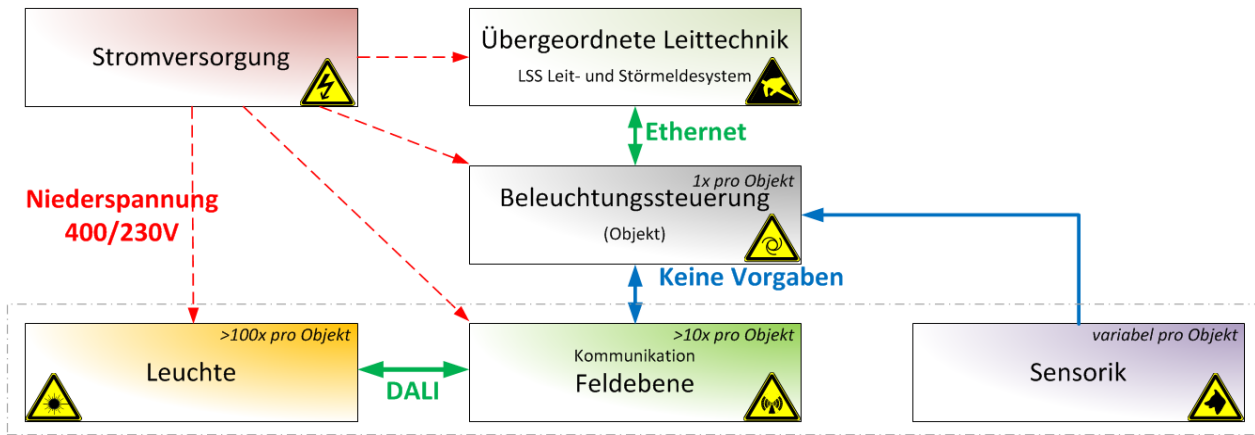 Stromversorgung
Übergeordnete Leittechnik
LSS Leit- und Störmeldesystem
Ethernet
1x pro Objekt
Beleuchtungssteuerung
(Objekt)
Niederspannung
400/230V
Keine Vorgaben
>100x pro Objekt
Leuchte
DALI
>10x pro Objekt
Kommunikation
Feldebene
variabel pro Objekt
Sensorik